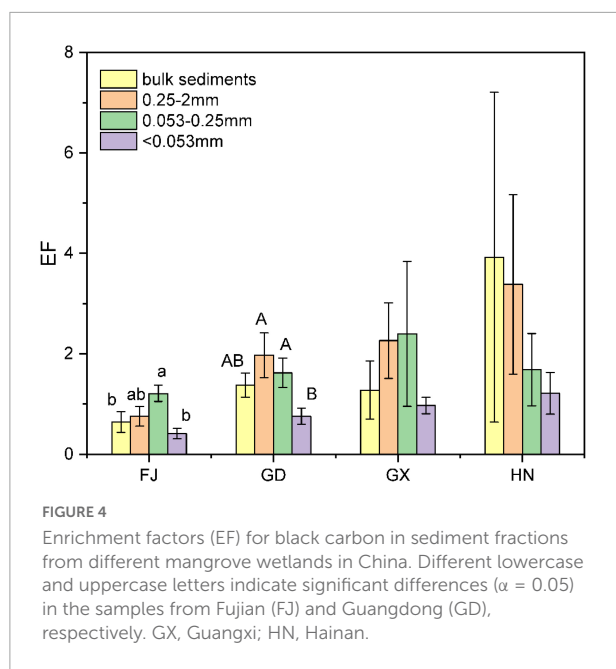 8
6
4
2
0
EF
bulk sediments
0.25-2mm
0.053-0.25mm
<0.053mm
b
ab
a
b
AB
A
A
B
FJ
GD
GX
HN
FIGURE 4
Enrichment factors (EF) for black carbon in sediment fractions
from different mangrove wetlands in China. Different lowercase
and uppercase letters indicate significant differences (α = 0.05)
in the samples from Fujian (FJ) and Guangdong (GD),
respectively. GX, Guangxi; HN, Hainan.